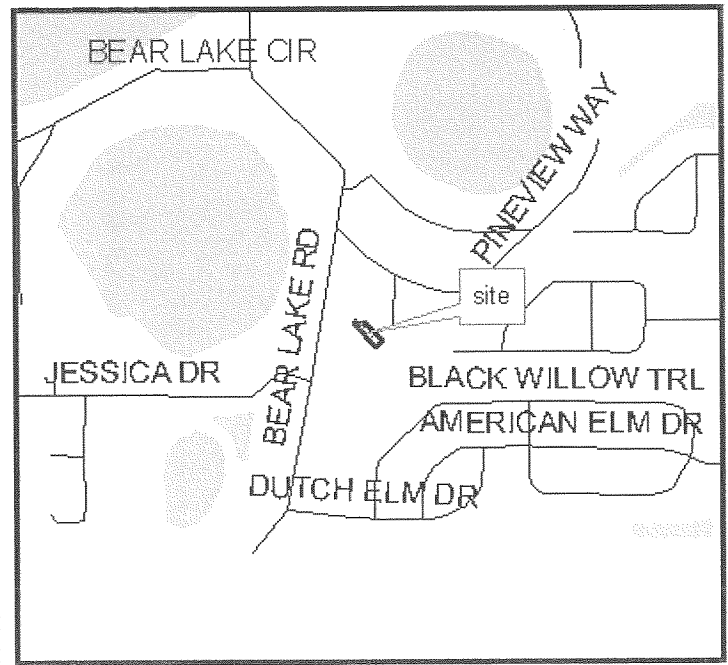 BEAR LAKE CIR
PINEVIEW WAY
BEAR LAKE RD
site
JESSICA DR
BLACK WILLOW TRL
AMERICAN ELM DR
DUTCH ELM DR